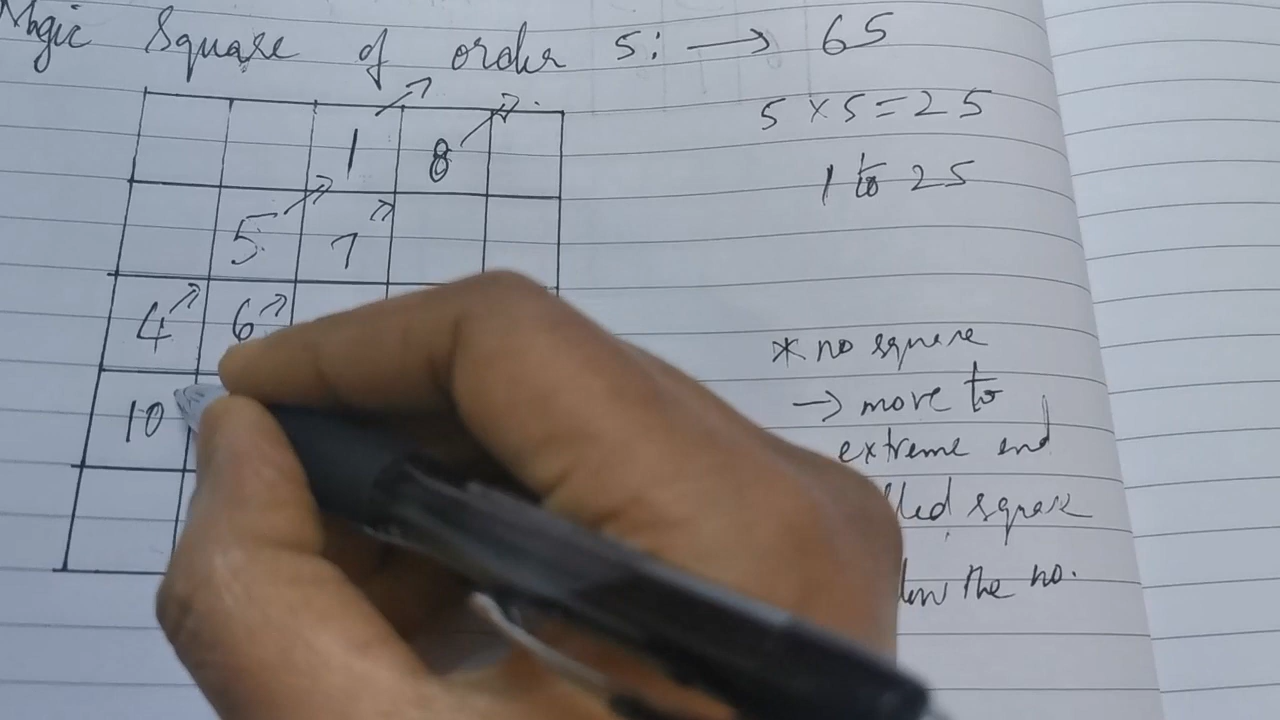 Magic Square of order 5: → 65
5 × 5 = 25
1 to 25
1 8
5 7
4 6
10
* no square
→ move to
extreme end
square
the no.